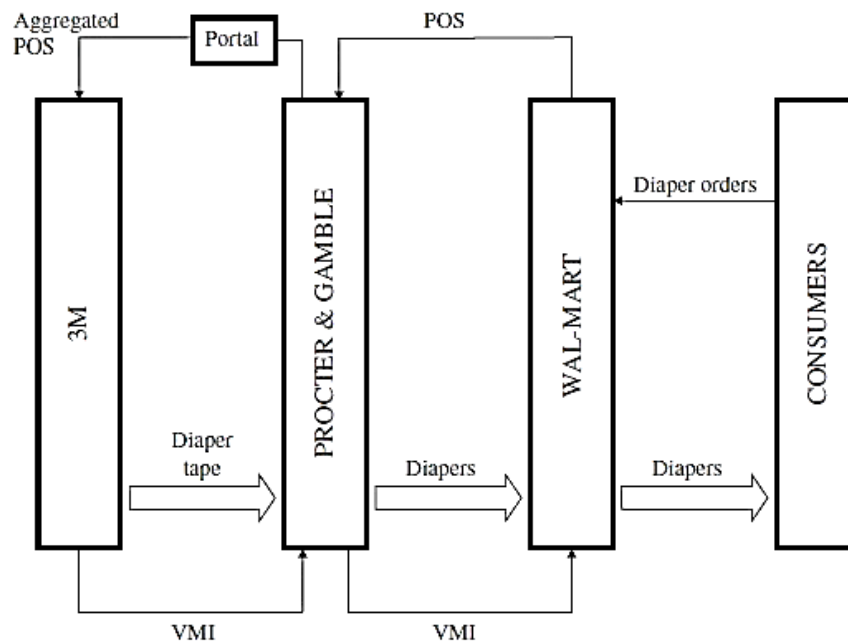 Aggregated
POS
Portal
POS
3M
PROCTER & GAMBLE
WAL-MART
CONSUMERS
Diaper orders
Diaper
tape
Diapers
Diapers
VMI
VMI